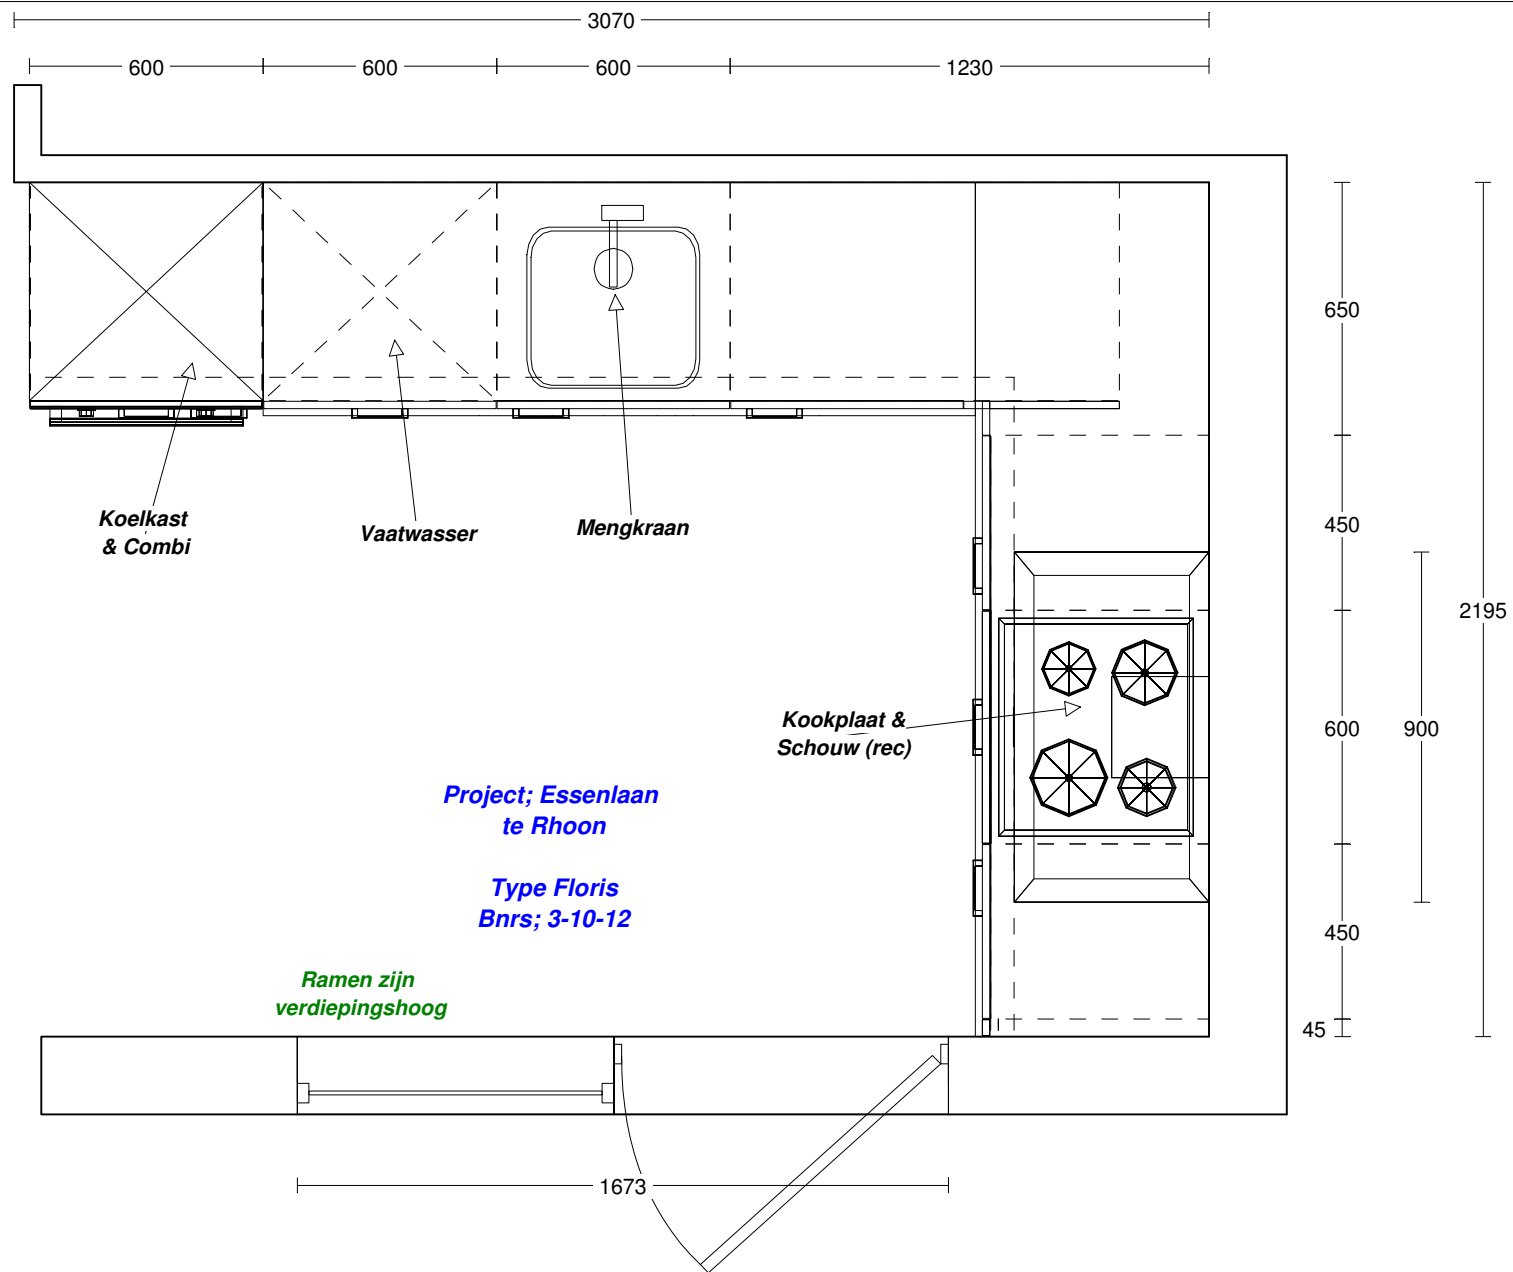 3070
600
600
600
1230
650
450
2195
600
900
450
45
Koelkast
& Combi
Vaatwasser
Mengkraan
Kookplaat &
Schouw (rec)
Project; Essenlaan
te Rhoon
Type Floris
Bnrs; 3-10-12
Ramen zijn
verdiepingshoog
1673